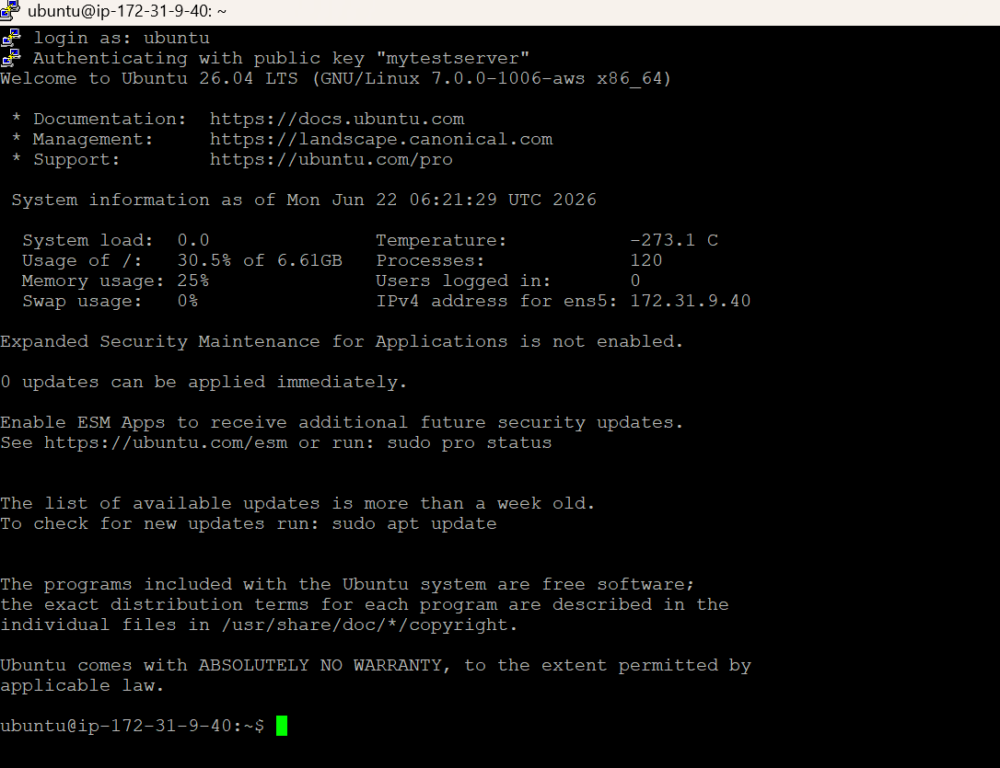 ubuntu@ip-172-31-9-40: ~
login as: ubuntu
Authenticating with public key "mytestserver"
Welcome to Ubuntu 26.04 LTS (GNU/Linux 7.0.0-1006-aws x86_64)
* Documentation:  https://docs.ubuntu.com
* Management:     https://landscape.canonical.com
* Support:        https://ubuntu.com/pro
System information as of Mon Jun 22 06:21:29 UTC 2026
System load:  0.0               Temperature:           -273.1 C
Usage of /:   30.5% of 6.61GB   Processes:             120
Memory usage: 25%               Users logged in:       0
Swap usage:   0%                IPv4 address for ens5: 172.31.9.40
Expanded Security Maintenance for Applications is not enabled.
0 updates can be applied immediately.
Enable ESM Apps to receive additional future security updates.
See https://ubuntu.com/esm or run: sudo pro status
The list of available updates is more than a week old.
To check for new updates run: sudo apt update
The programs included with the Ubuntu system are free software;
the exact distribution terms for each program are described in the
individual files in /usr/share/doc/*/copyright.
Ubuntu comes with ABSOLUTELY NO WARRANTY, to the extent permitted by
applicable law.
ubuntu@ip-172-31-9-40:~$